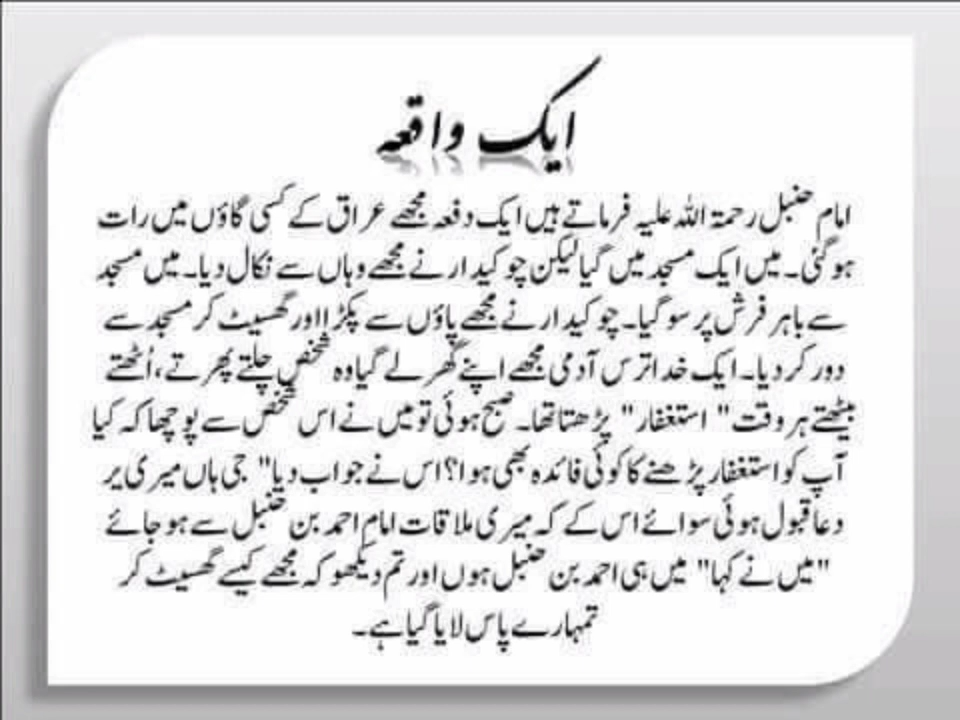 ایک واقعہ
امام حنبل رحمۃ اللہ علیہ فرماتے ہیں ایک دفعہ مجھے عراق کے کسی گاؤں میں رات
ہو گئی۔ میں ایک مسجد میں گیا لیکن چوکیدار نے مجھے وہاں سے نکال دیا۔ میں مسجد
سے باہر فرش پر سو گیا۔ چوکیدار نے مجھے پاؤں سے پکڑا اور گھسیٹ کر مسجد سے
دور کر دیا۔ ایک خدا ترس آدمی مجھے اپنے گھر لے گیا وہ شخص چلتے پھرتے، اُٹھتے
بیٹھتے ہر وقت " استغفار" پڑھتا تھا۔ صبح ہوئی تو میں نے اس شخص سے پوچھا کہ کیا
آپ کو استغفار پڑھنے کا کوئی فائدہ بھی ہوا؟ اس نے جواب دیا" جی ہاں میری یر
دعا قبول ہوئی سوائے اس کے کہ میری ملاقات امام احمد بن حنبل سے ہو جائے
"میں نے کہا" میں ہی احمد بن حنبل ہوں اور تم دیکھو کہ مجھے کیسے گھسیٹ کر
تمہارے پاس لایا گیا ہے۔